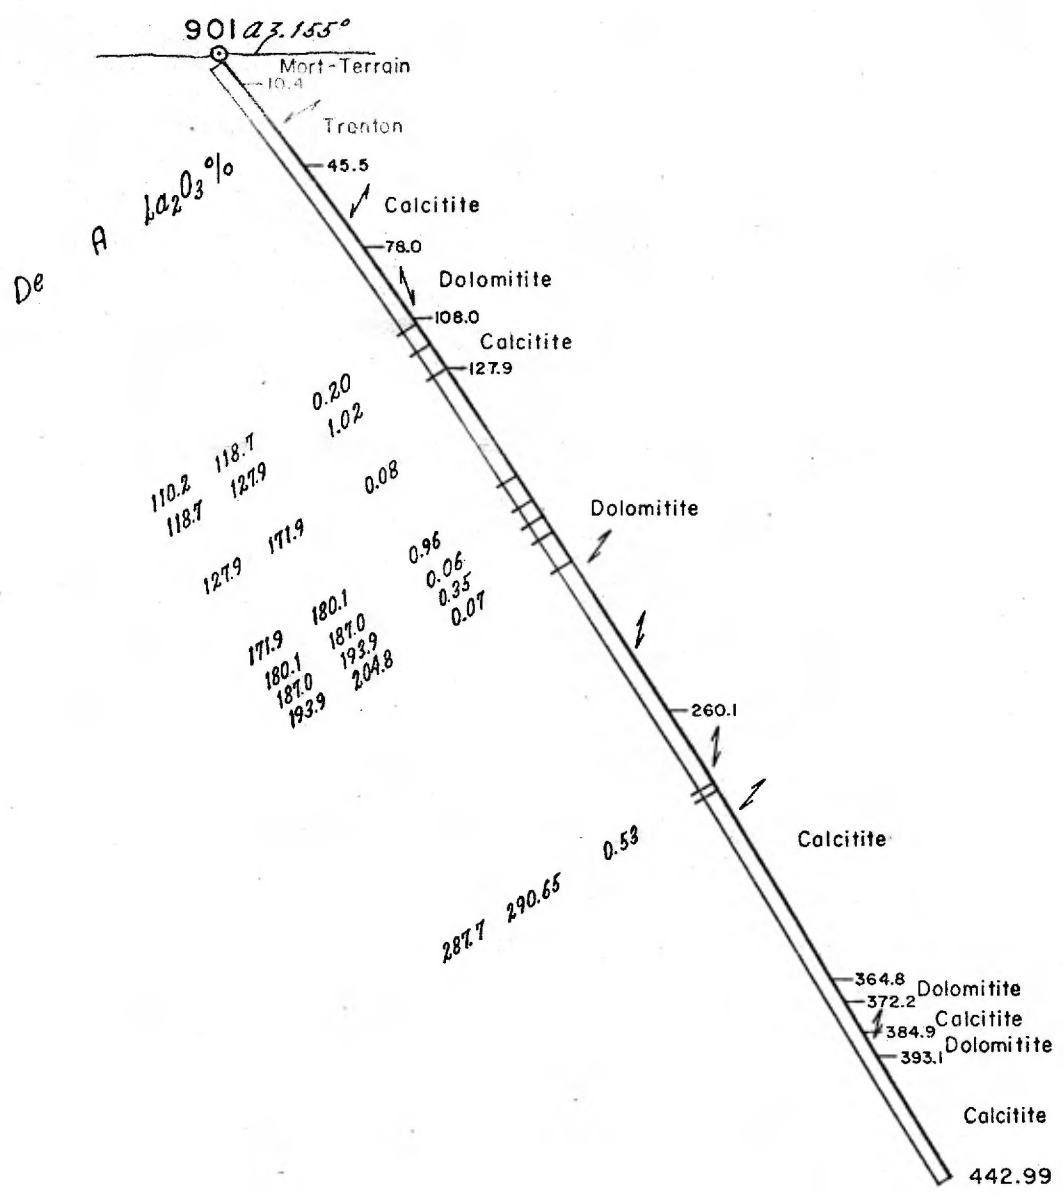 901 a 3.155°
Mort-Terrain
10.4
Trenton
45.5
Calcitite
78.0
Dolomitite
108.0
Calcitite
127.9
De A La2O3 %
110.2 118.7 0.20
118.7 127.9 1.02
127.9 171.9 0.08
171.9 180.1 0.96
180.1 187.0 0.06
187.0 193.9 0.35
193.9 204.8 0.07
Dolomitite
260.1
287.7 290.65 0.53
Calcitite
364.8
Dolomitite
372.2
Calcitite
384.9
Dolomitite
393.1
Calcitite
442.99